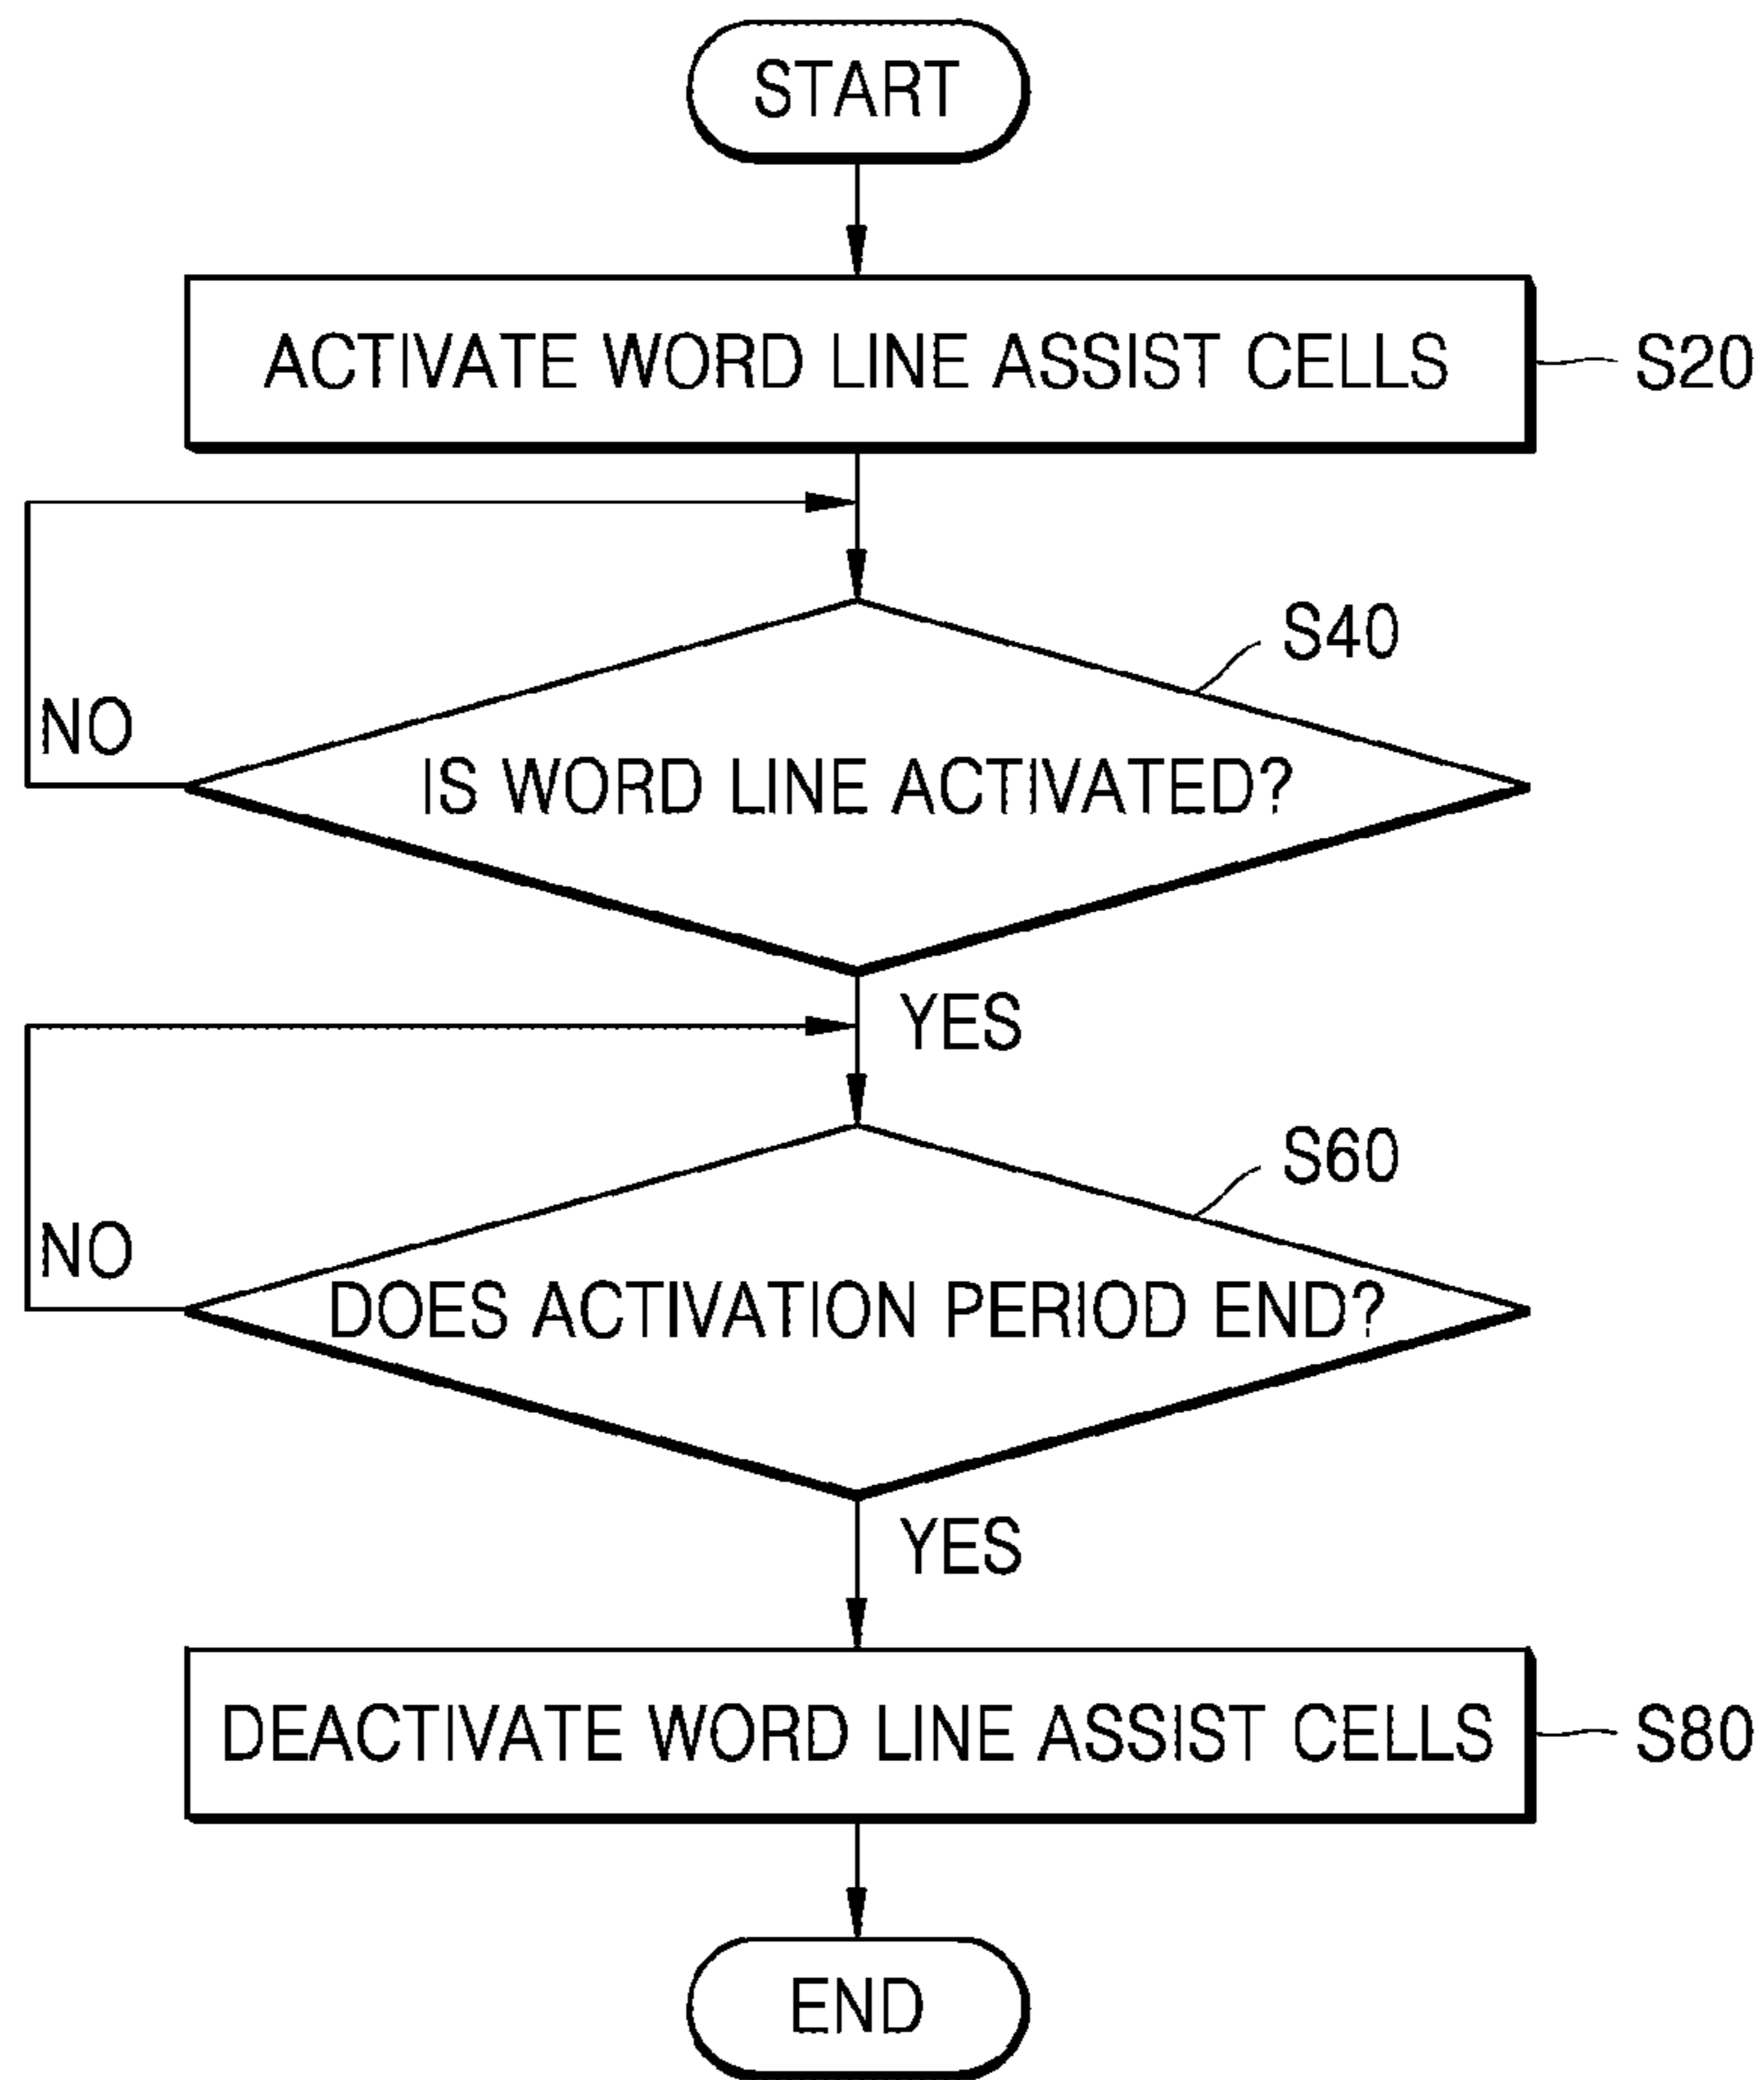 START
ACTIVATE WORD LINE ASSIST CELLS
S20
S40
NO
IS WORD LINE ACTIVATED?
YES
S60
NO
DOES ACTIVATION PERIOD END?
YES
DEACTIVATE WORD LINE ASSIST CELLS
S80
END